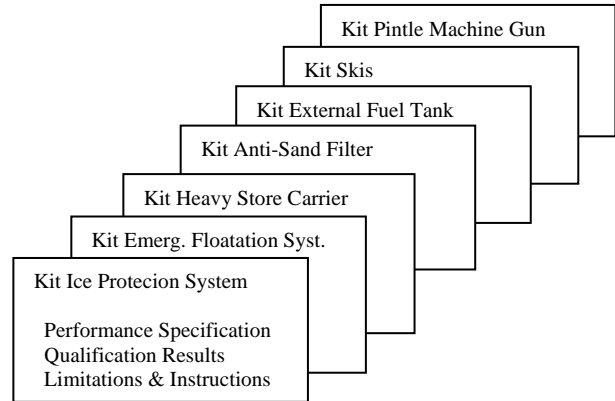 Kit Pintle Machine Gun
Kit Skis
Kit External Fuel Tank
Kit Anti-Sand Filter
Kit Heavy Store Carrier
Kit Emerg. Floatation Syst.
Kit Ice Protecion System
Performance Specification
Qualification Results
Limitations & Instructions